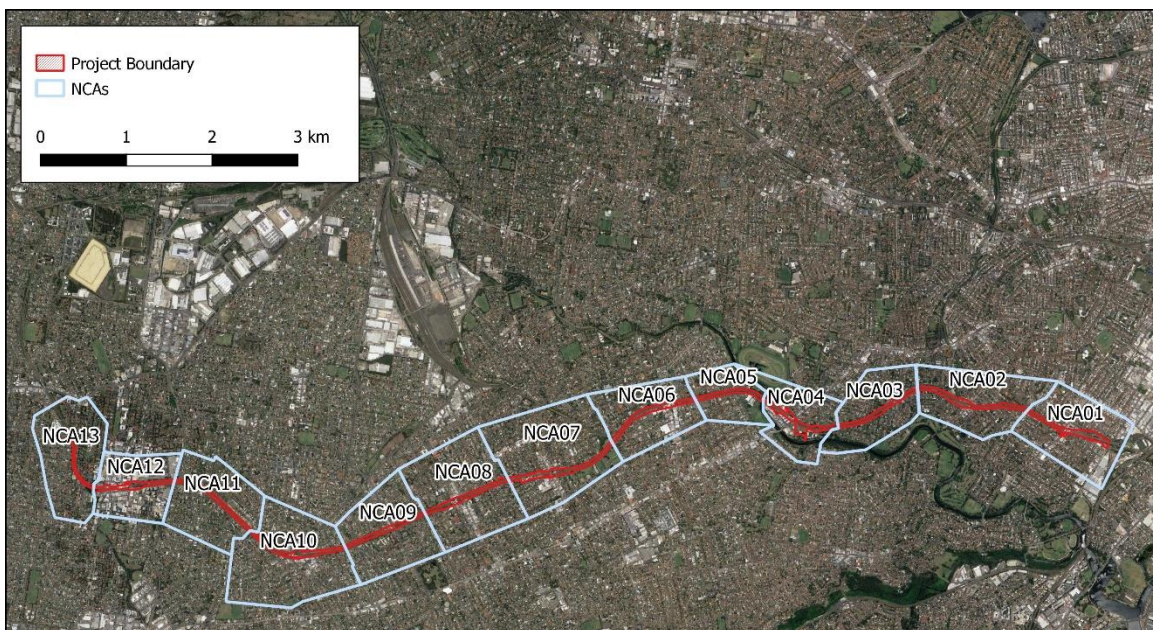 Project Boundary
NCAs
0 1 2 3 km
NCA05
NCA06
NCA04
NCA03
NCA02
NCA01
NCA07
NCA13
NCA12
NCA08
NCA11
NCA09
NCA10